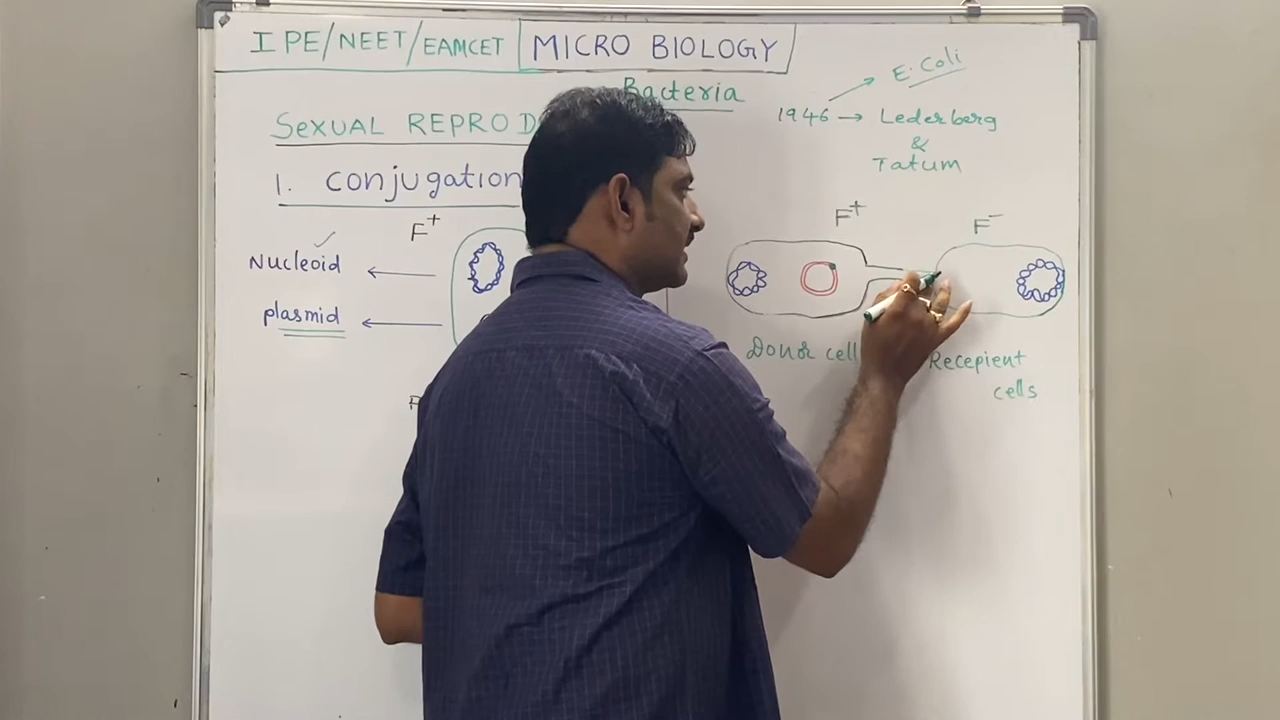 IPE/NEET/EAMCET MICRO BIOLOGY
Bacteria
1946 → E. Coli
→ Lederberg
&
Tatum
SEXUAL REPROD
1. conjugation
F+
Nucleoid
plasmid
F+
F-
Donor cell
Recepient
cells